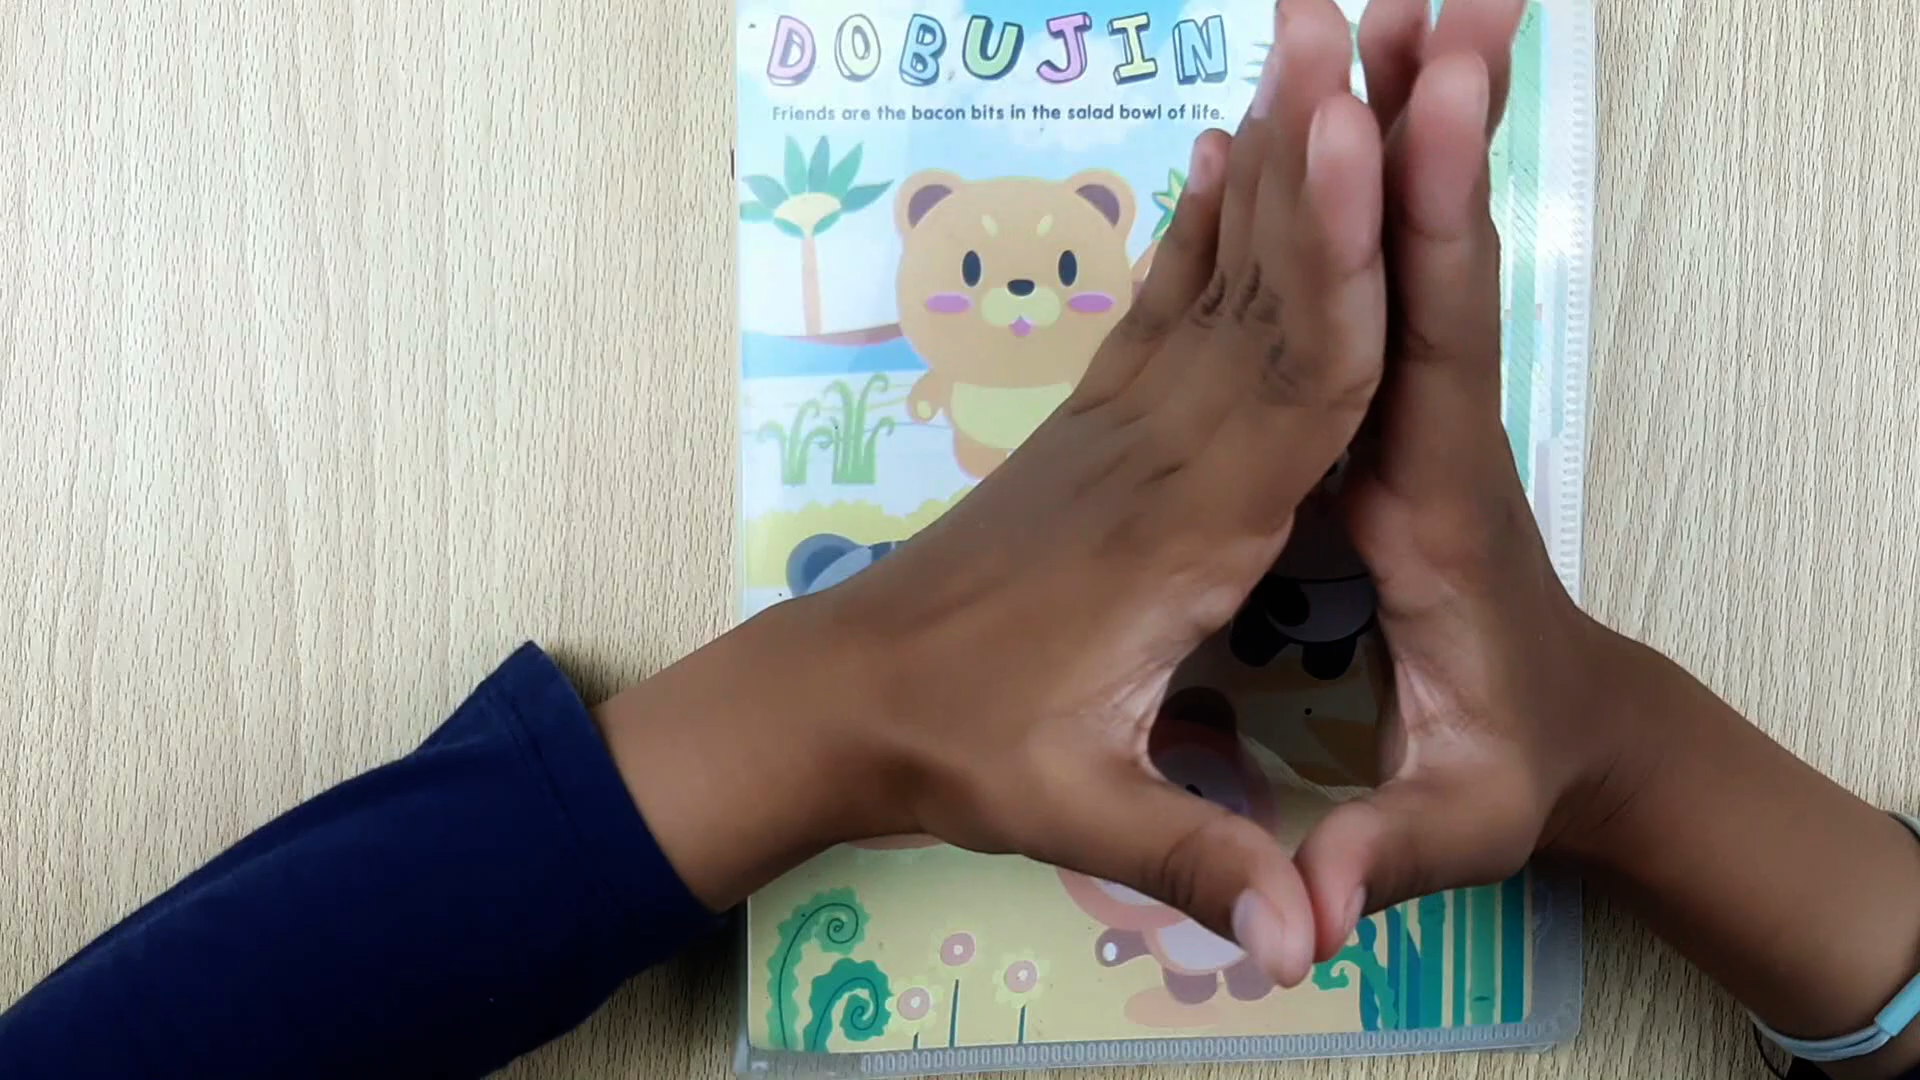 DOBUJIN
Friends are the bacon bits in the salad bowl of life.